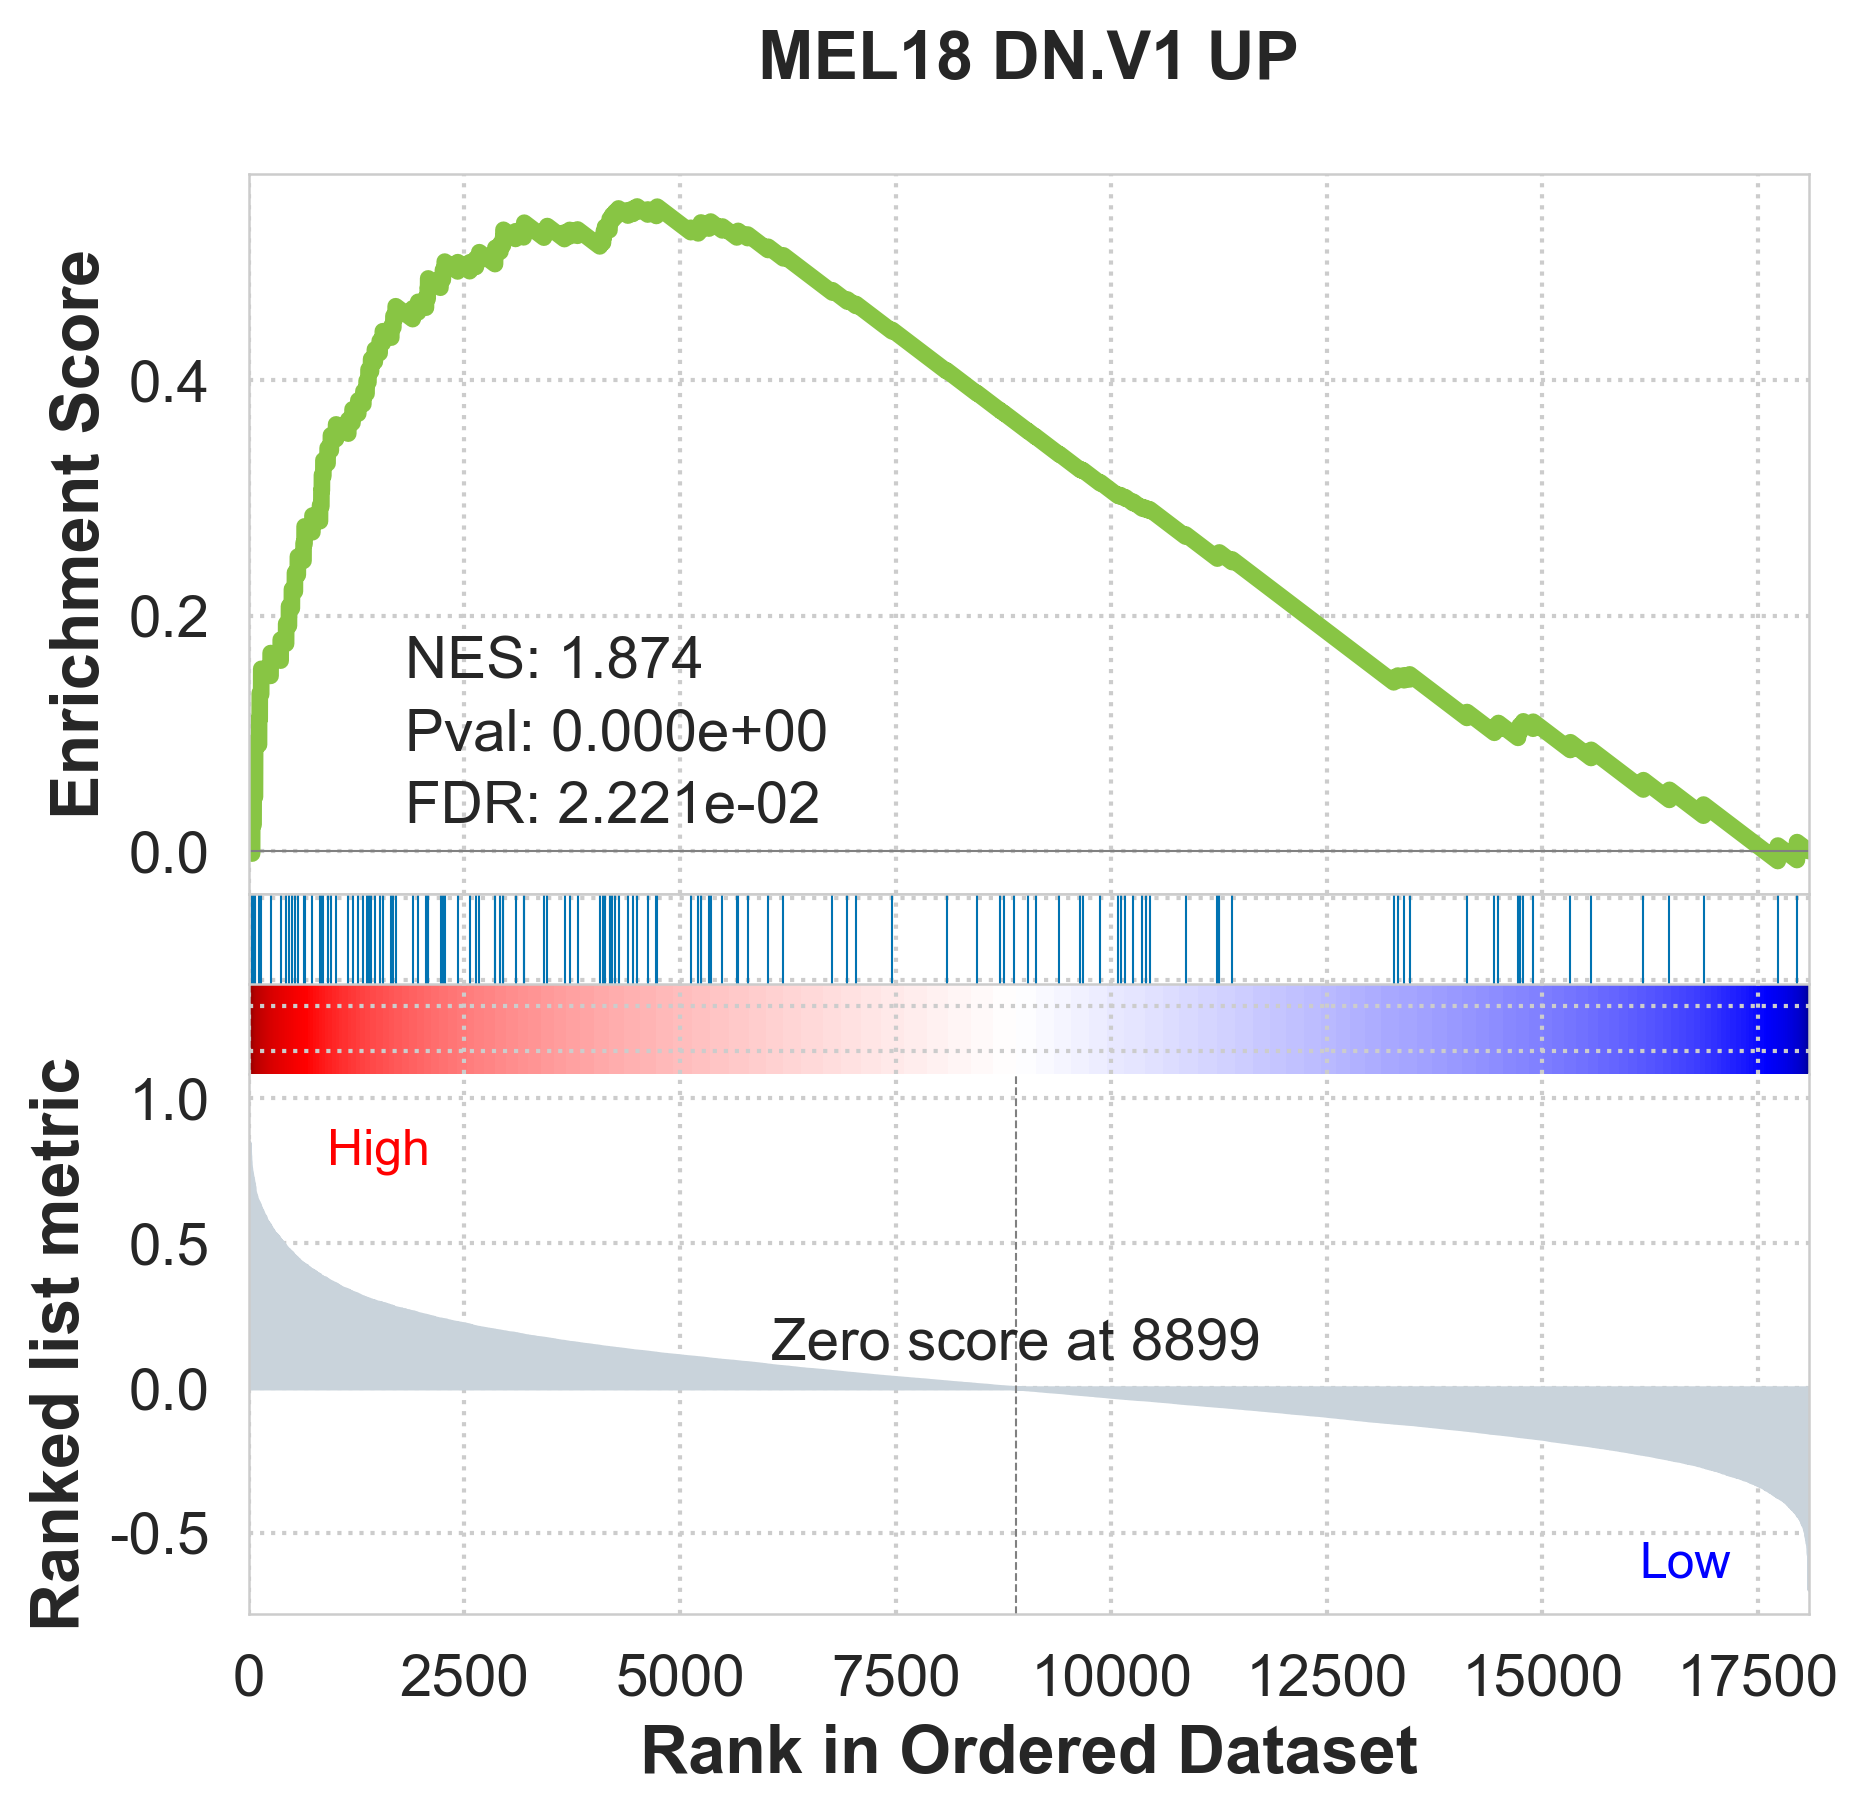 MEL18 DN.V1 UP
Enrichment Score
0.4
0.2
0.0
NES: 1.874
Pval: 0.000e+00
FDR: 2.221e-02
Ranked list metric
1.0
0.5
0.0
-0.5
High
Zero score at 8899
Low
0 2500 5000 7500 10000 12500 15000 17500
Rank in Ordered Dataset